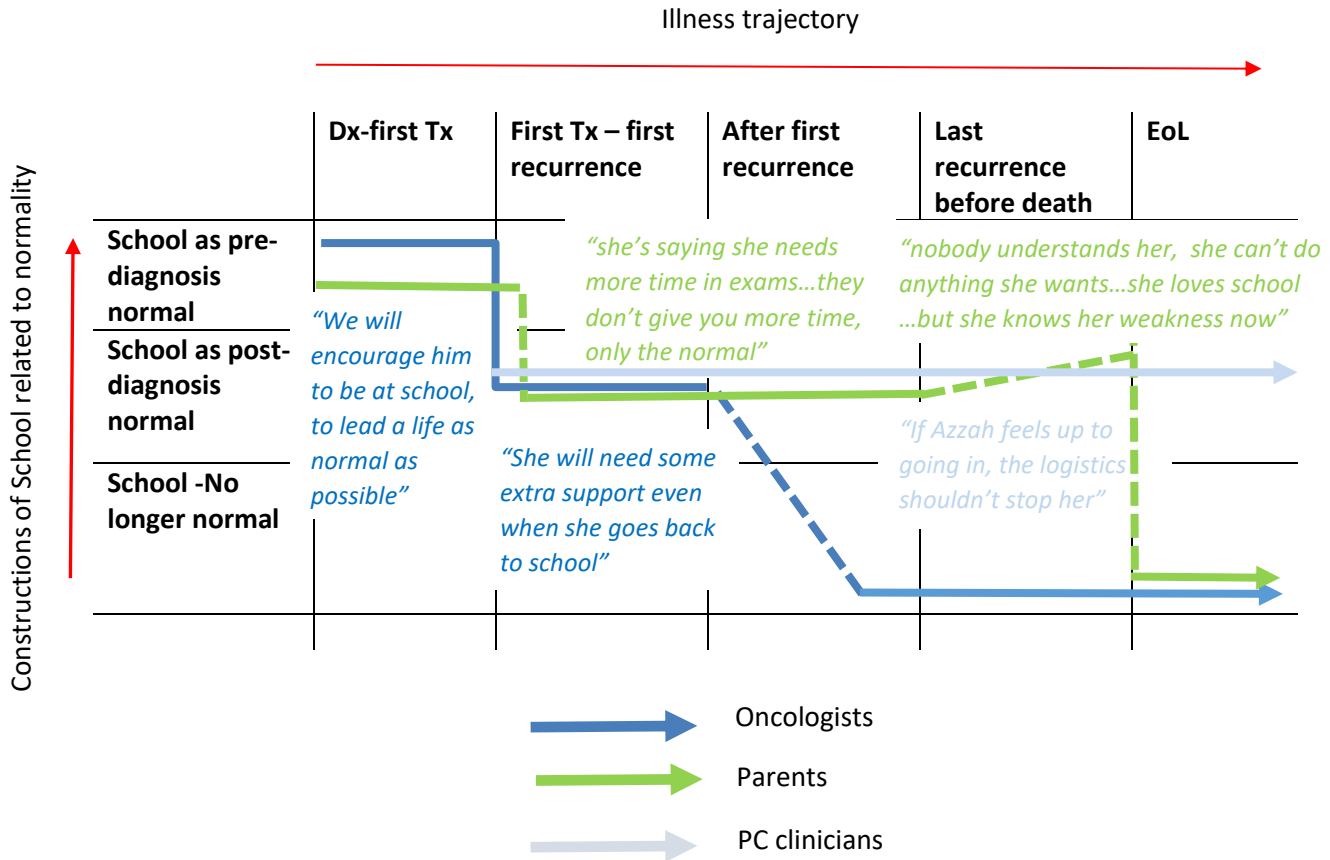 Illness trajectory
Constructions of School related to normality
Dx-first Tx
First Tx – first
recurrence
After first
recurrence
Last
recurrence
before death
EoL
School as pre-
diagnosis
normal
School as post-
diagnosis
normal
School -No
longer normal
“We will
encourage him
to be at school,
to lead a life as
normal as
possible”
“she’s saying she needs
more time in exams...they
don’t give you more time,
only the normal”
“nobody understands her,  she can’t do
anything she wants...she loves school
...but she knows her weakness now”
“She will need some
extra support even
when she goes back
to school”
“If Azzah feels up to
going in, the logistics
shouldn’t stop her”
Oncologists
Parents
PC clinicians